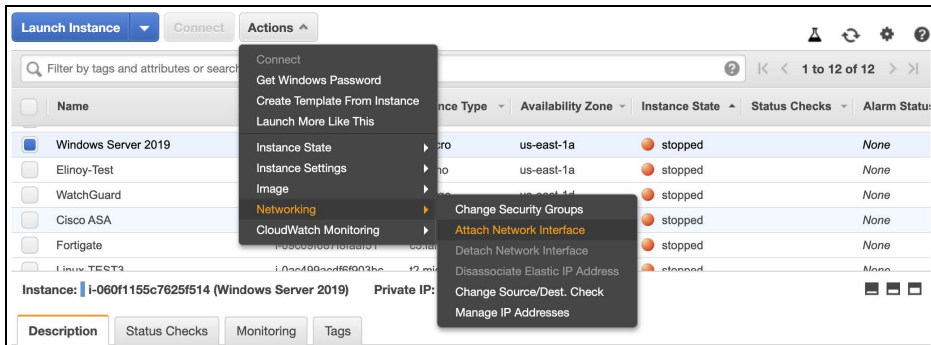 Launch Instance Connect Actions
Filter by tags and attributes or search 1 to 12 of 12
Connect
Get Windows Password
Create Template From Instance
Launch More Like This
Instance State
Instance Settings
Image
Networking
CloudWatch Monitoring
Change Security Groups
Attach Network Interface
Detach Network Interface
Disassociate Elastic IP Address
Change Source/Dest. Check
Manage IP Addresses
Name Type Availability Zone Instance State Status Checks Alarm Status
Windows Server 2019 us-east-1a stopped None
Elinoy-Test us-east-1a stopped None
WatchGuard stopped None
Cisco ASA stopped None
Fortigate stopped None
Linux TEST3 stopped None
Instance: i-060f1155c7625f514 (Windows Server 2019) Private IP:
Description Status Checks Monitoring Tags